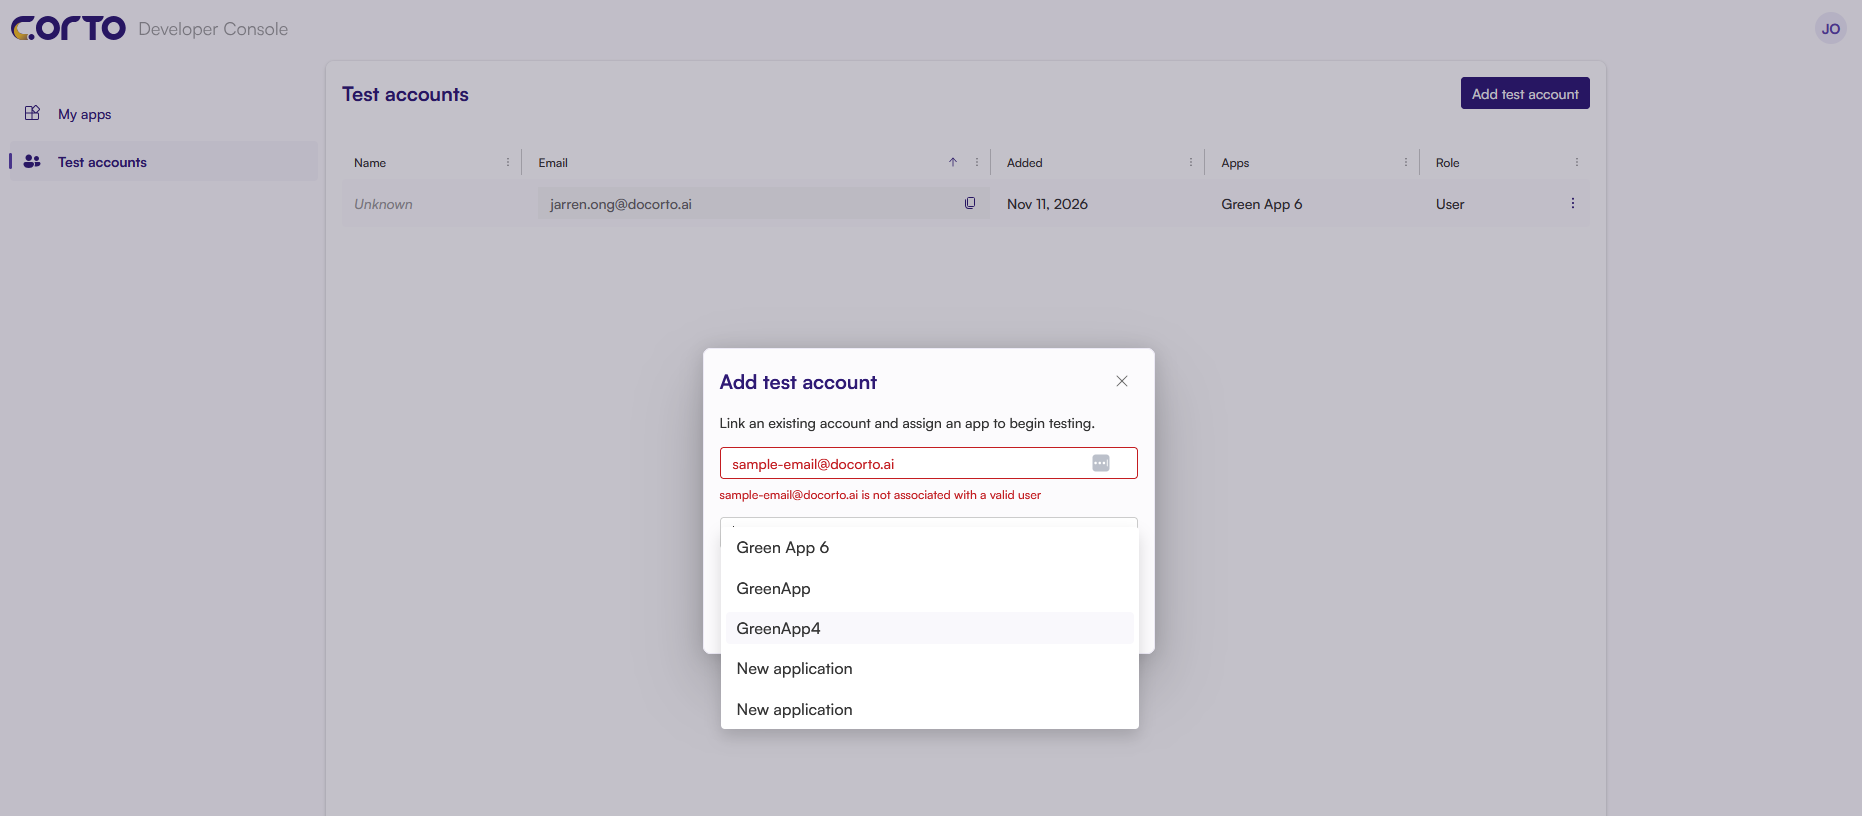 corto Developer Console
JO
My apps
Test accounts
Test accounts
Add test account
Name Email Added Apps Role
Unknown jarren.ong@docorto.ai Nov 11, 2026 Green App 6 User
Add test account
Link an existing account and assign an app to begin testing.
sample-email@docorto.ai
sample-email@docorto.ai is not associated with a valid user
Green App 6
GreenApp
GreenApp4
New application
New application